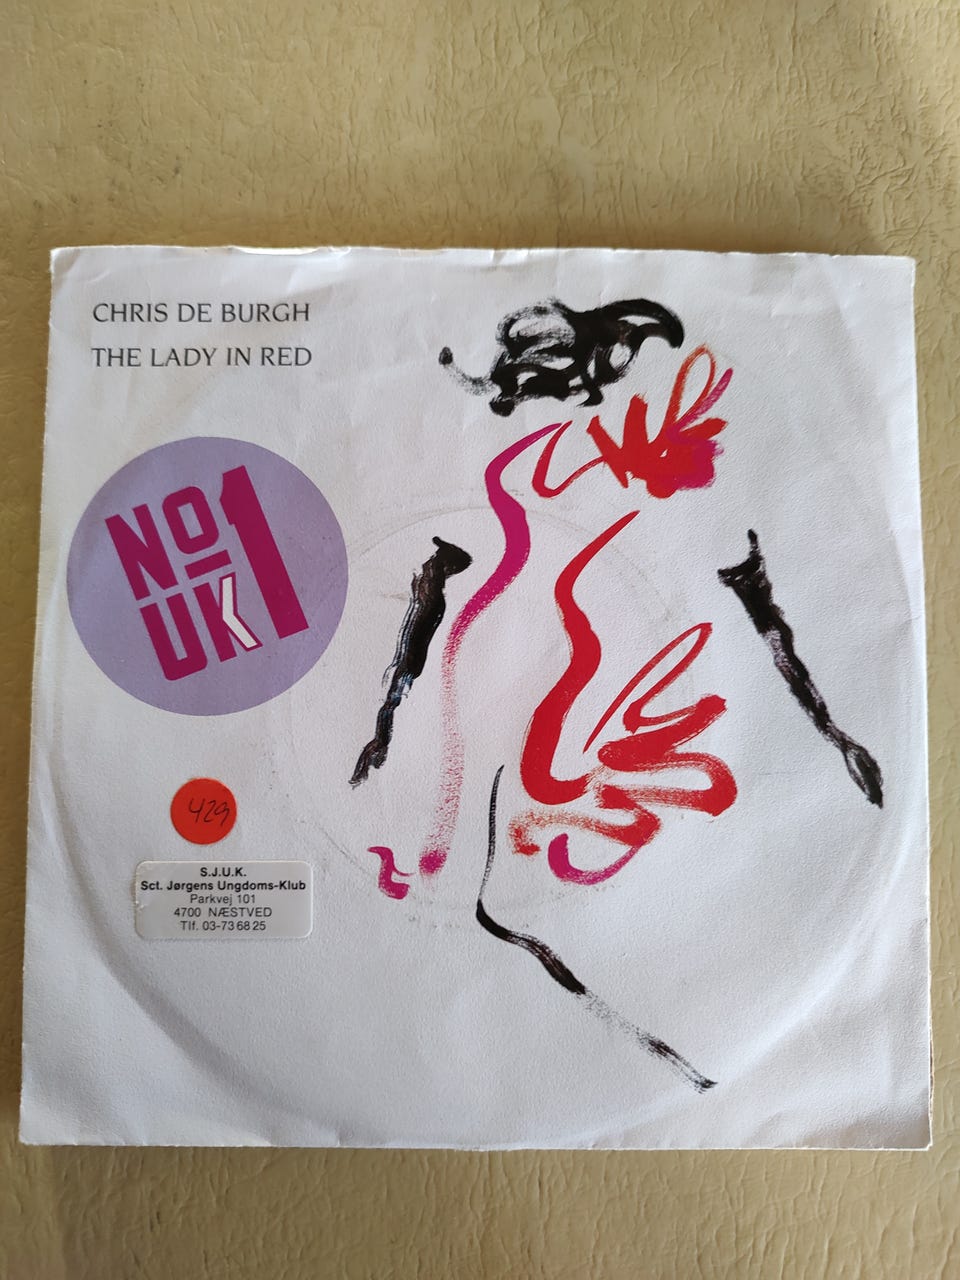 CHRIS DE BURGH
THE LADY IN RED
No 1
UK
429
S.J.U.K.
Sct. Jørgens Ungdoms-Klub
Parkvej 101
4700 NÆSTVED
Tlf. 03-73 68 25